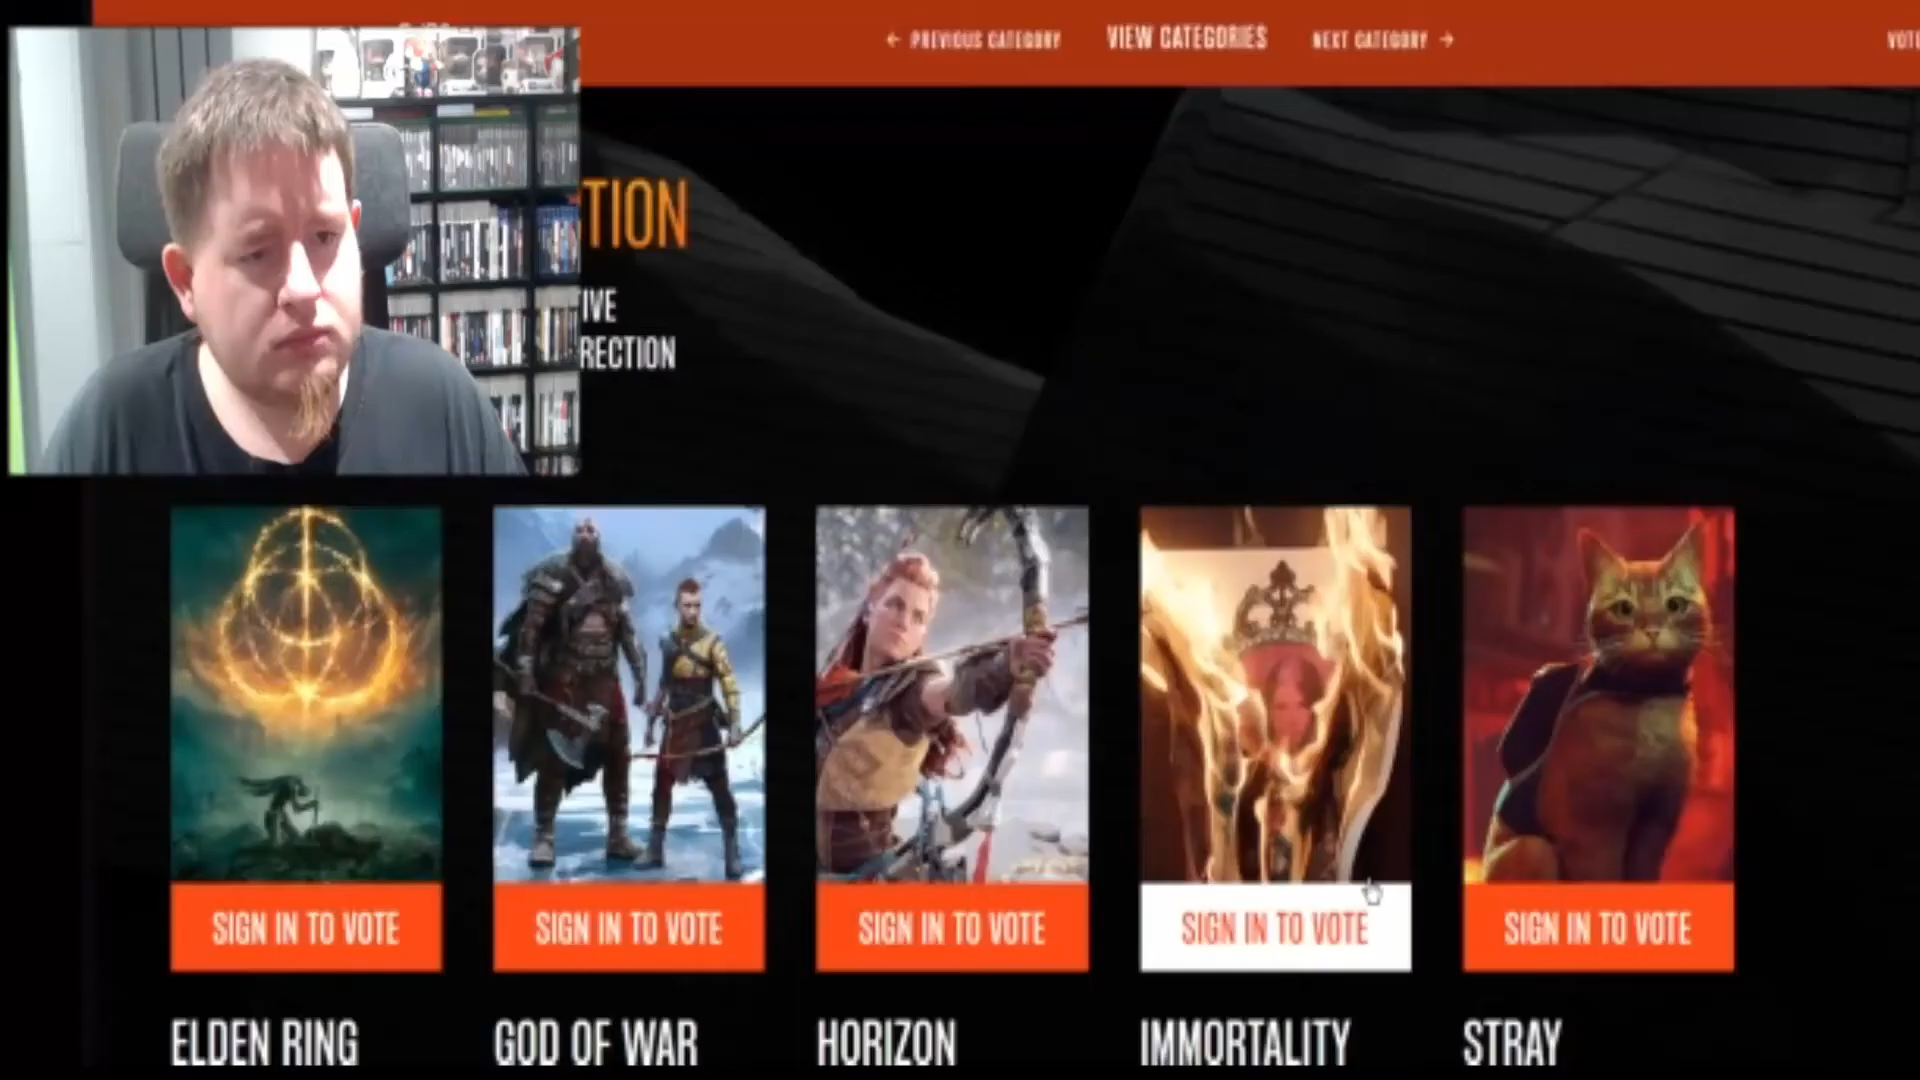 ← PREVIOUS CATEGORY VIEW CATEGORIES NEXT CATEGORY → VOTE
TION
IVE
RECTION
SIGN IN TO VOTE SIGN IN TO VOTE SIGN IN TO VOTE SIGN IN TO VOTE SIGN IN TO VOTE
ELDEN RING GOD OF WAR HORIZON IMMORTALITY STRAY